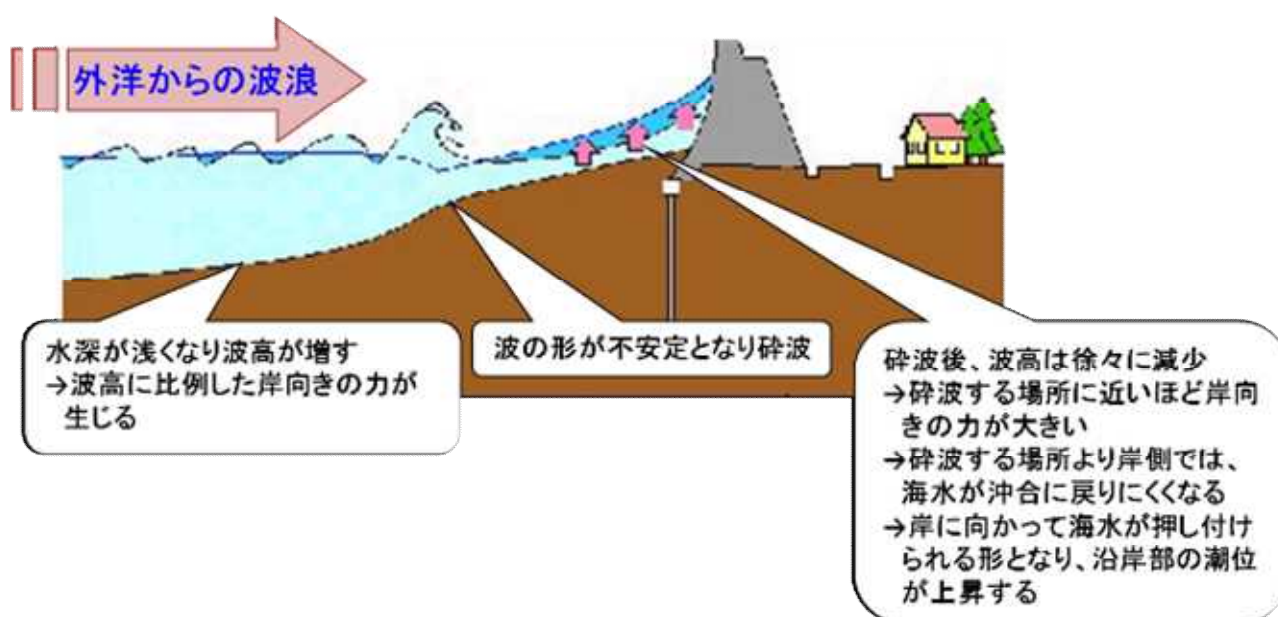 外洋からの波浪
水深が浅くなり波高が増す
→波高に比例した岸向きの力が
生じる
波の形が不安定となり砕波
砕波後、波高は徐々に減少
→砕波する場所に近いほど岸向
きの力が大きい
→砕波する場所より岸側では、
海水が沖合に戻りにくくなる
→岸に向かって海水が押し付け
られる形となり、沿岸部の潮位
が上昇する